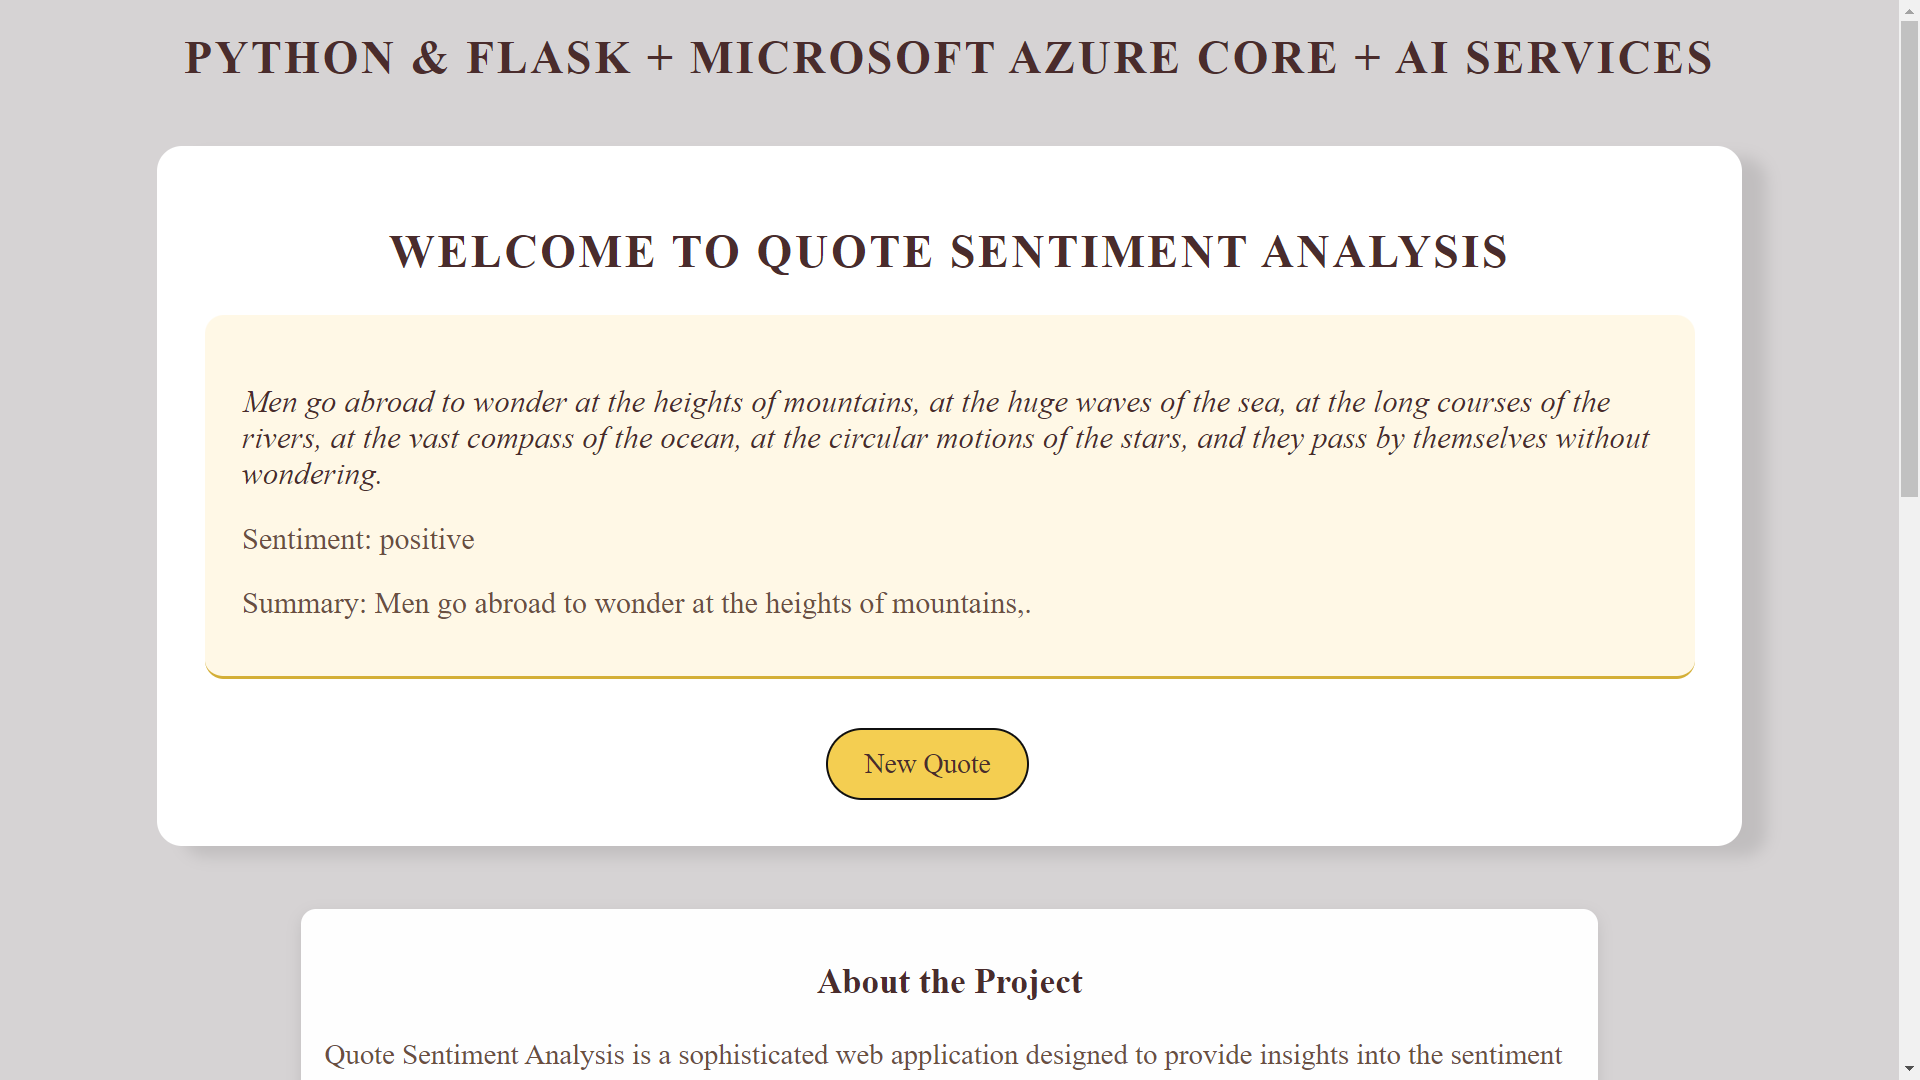 PYTHON & FLASK + MICROSOFT AZURE CORE + AI SERVICES
WELCOME TO QUOTE SENTIMENT ANALYSIS
Men go abroad to wonder at the heights of mountains, at the huge waves of the sea, at the long courses of the
rivers, at the vast compass of the ocean, at the circular motions of the stars, and they pass by themselves without
wondering.
Sentiment: positive
Summary: Men go abroad to wonder at the heights of mountains,.
New Quote
About the Project
Quote Sentiment Analysis is a sophisticated web application designed to provide insights into the sentiment